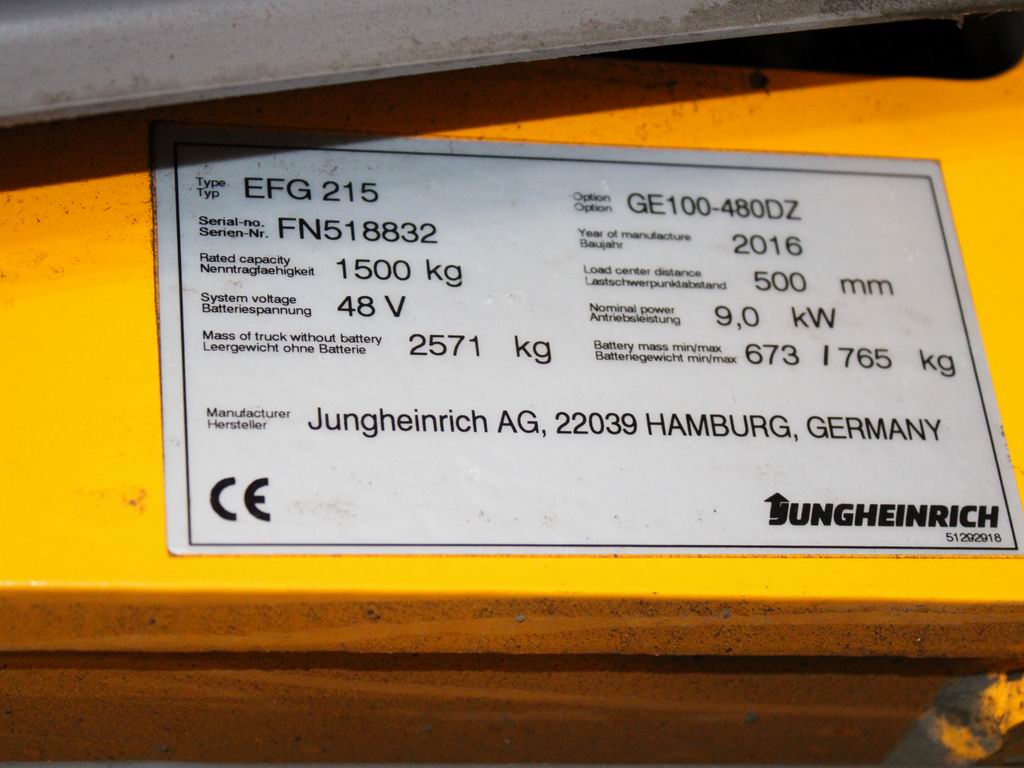 Type EFG 215 Option GE100-480DZ
Typ Option
Serial-no. FN518832 Year of manufacture 2016
Serien-Nr. Baujahr
Rated capacity 1500 kg Load center distance 500 mm
Nenntragfaehigkeit Lastschwerpunktabstand
System voltage 48 V Nominal power 9,0 kW
Batteriespannung Antriebsleistung
Mass of truck without battery 2571 kg Battery mass min/max 673 / 765 kg
Leergewicht ohne Batterie Batteriegewicht min/max
Manufacturer Jungheinrich AG, 22039 HAMBURG, GERMANY
Hersteller
CE
JUNGHEINRICH
51292918